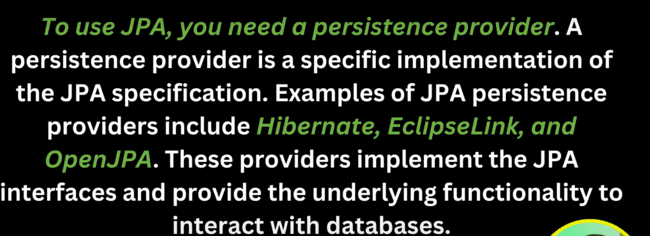 To use JPA, you need a persistence provider. A
persistence provider is a specific implementation of
the JPA specification. Examples of JPA persistence
providers include Hibernate, EclipseLink, and
OpenJPA. These providers implement the JPA
interfaces and provide the underlying functionality to
interact with databases.